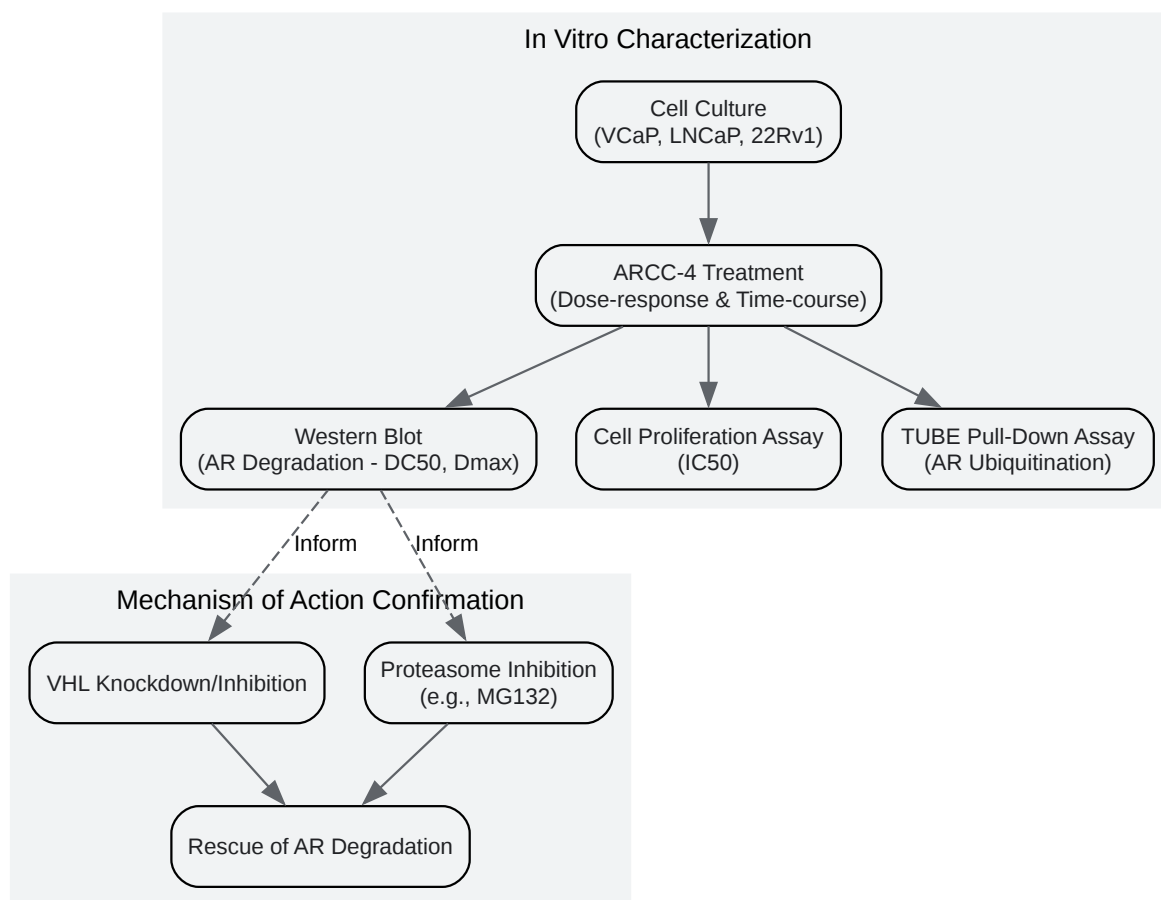 In Vitro Characterization
Cell Culture
(VCaP, LNCaP, 22Rv1)
ARCC-4 Treatment
(Dose-response & Time-course)
Western Blot
(AR Degradation - DC50, Dmax)
Cell Proliferation Assay
(IC50)
TUBE Pull-Down Assay
(AR Ubiquitination)
Inform
Inform
Mechanism of Action Confirmation
VHL Knockdown/Inhibition
Proteasome Inhibition
(e.g., MG132)
Rescue of AR Degradation